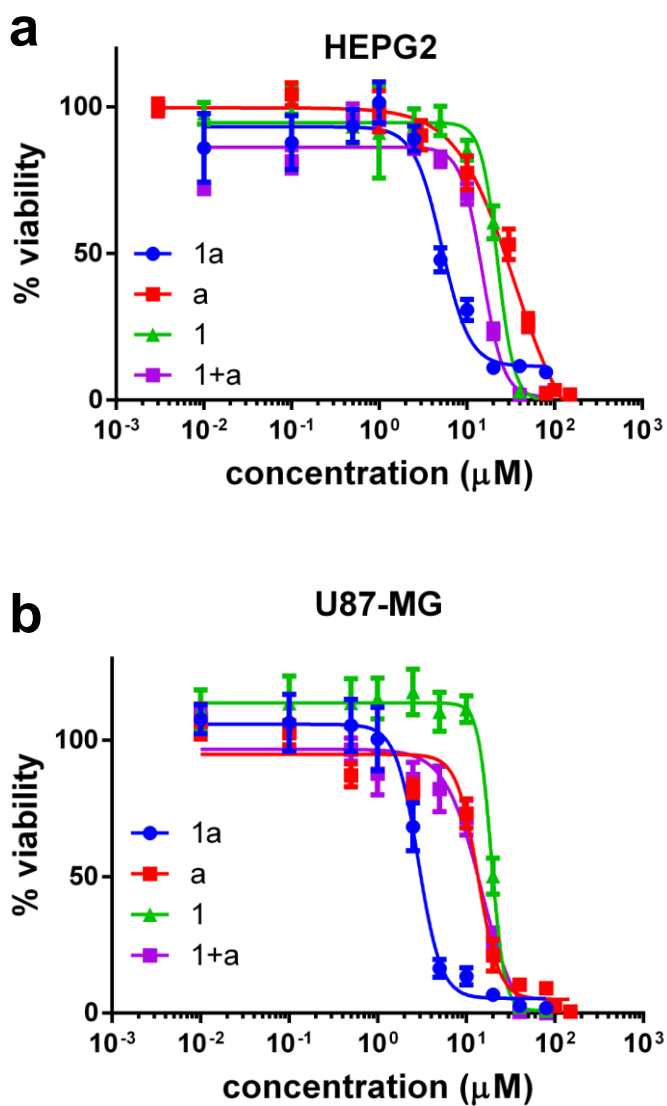 a
HEPG2
% viability
100
50
0
1a
a
1
1+a
10⁻³ 10⁻² 10⁻¹ 10⁰ 10¹ 10² 10³
concentration (μM)
b
U87-MG
% viability
100
50
0
1a
a
1
1+a
10⁻³ 10⁻² 10⁻¹ 10⁰ 10¹ 10² 10³
concentration (μM)